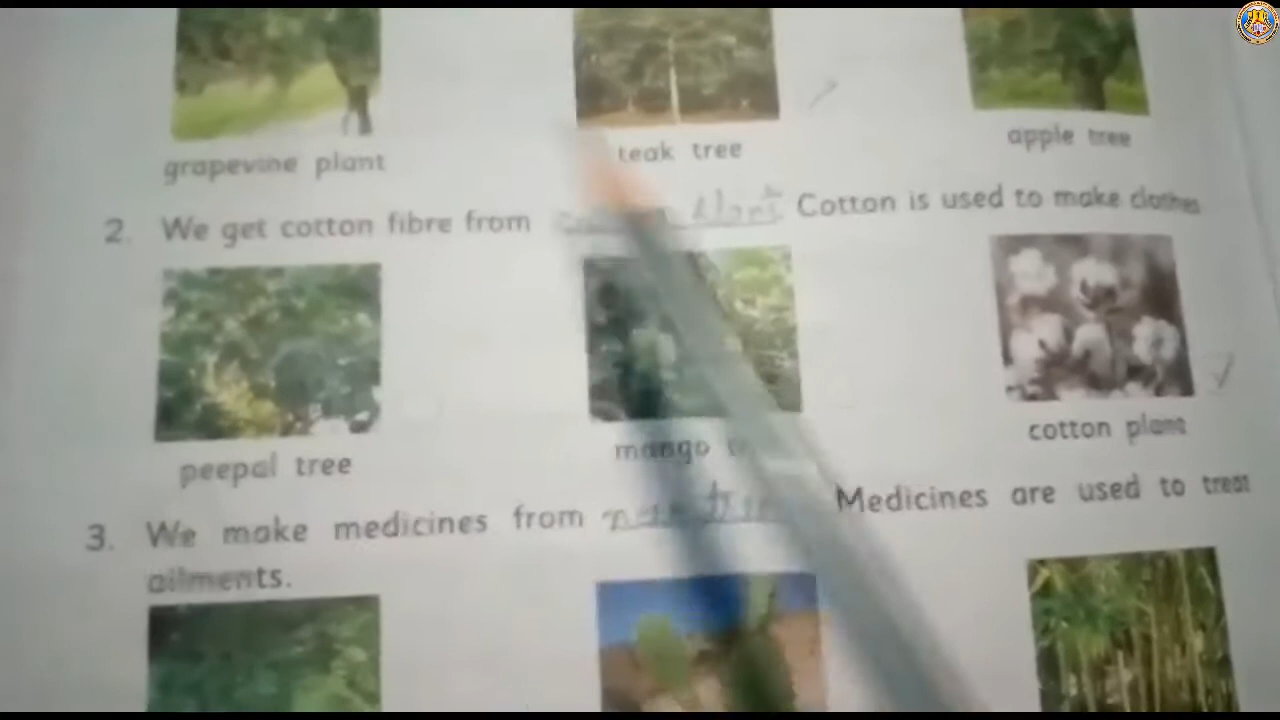 grapevine plant teak tree apple tree
2. We get cotton fibre from Cotton is used to make clothes
peepal tree mango cotton plant
3. We make medicines from Medicines are used to treat
ailments.